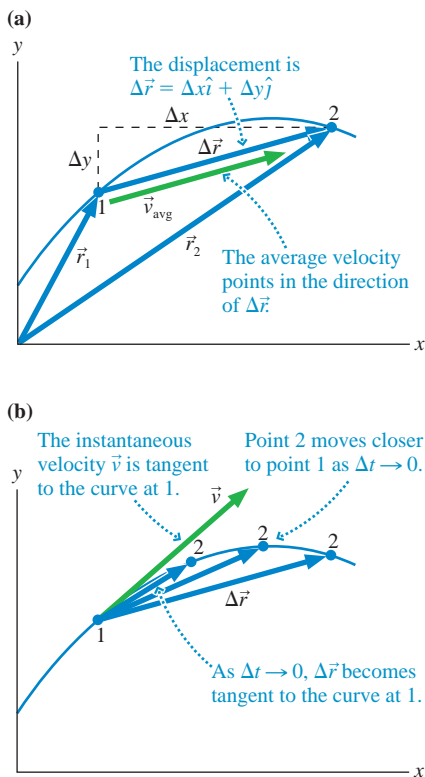 (a)
y
The displacement is
Δr⃗ = Δxî + Δyĵ
Δx
2
Δy
Δr⃗
1
v⃗avg
r⃗1
r⃗2
The average velocity
points in the direction
of Δr⃗.
x
(b)
The instantaneous
velocity v⃗ is tangent
to the curve at 1.
Point 2 moves closer
to point 1 as Δt → 0.
y
v⃗
2
2
2
Δr⃗
1
As Δt → 0, Δr⃗ becomes
tangent to the curve at 1.
x